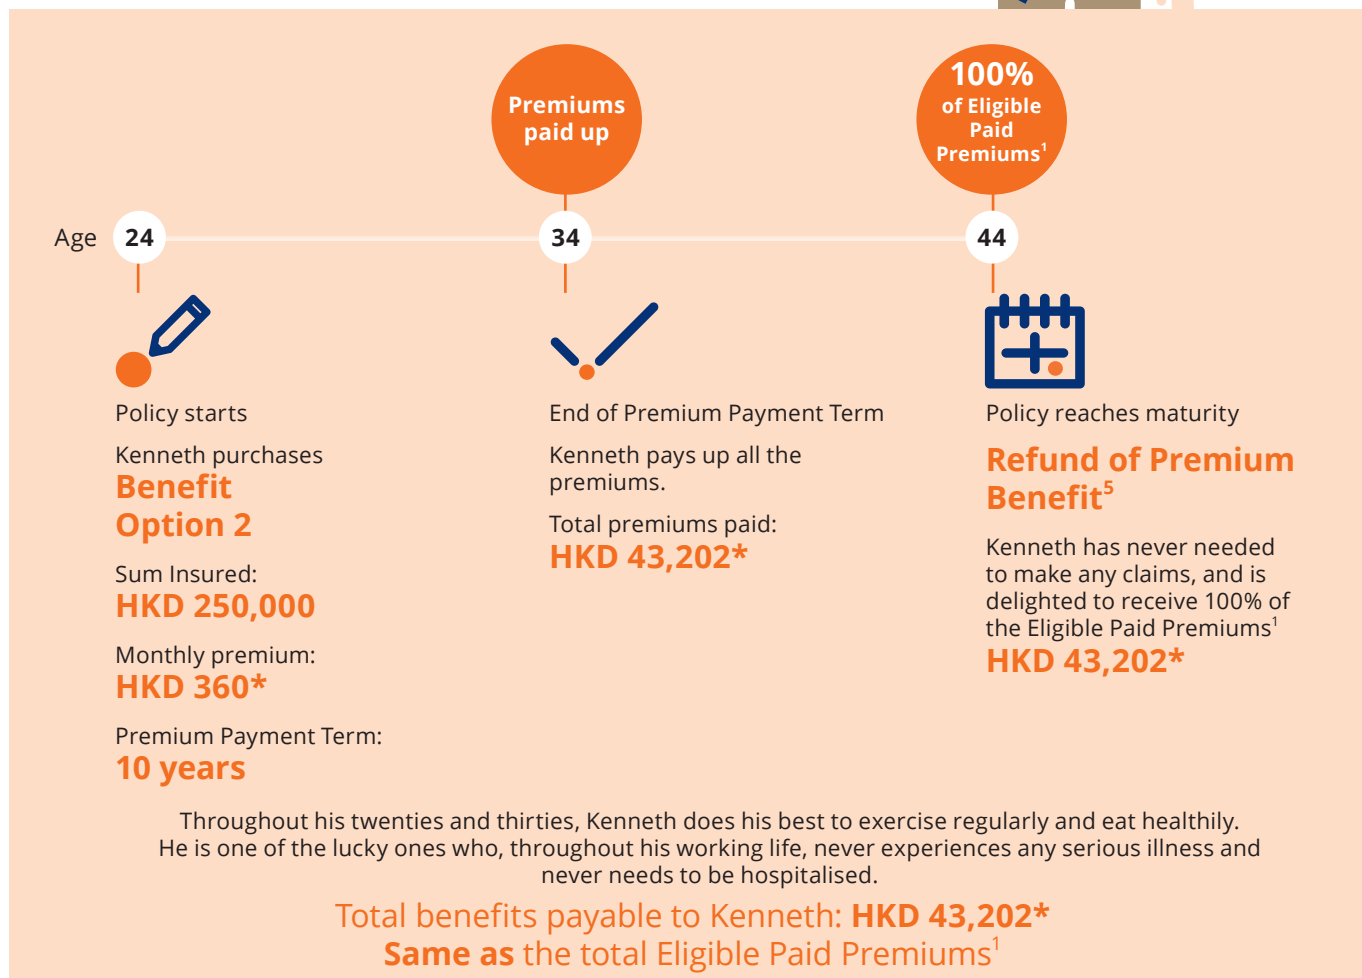 Premiums
paid up
100%
of Eligible
Paid
Premiums¹
Age 24 34 44
Policy starts
Kenneth purchases
Benefit
Option 2
Sum Insured:
HKD 250,000
Monthly premium:
HKD 360*
Premium Payment Term:
10 years
End of Premium Payment Term
Kenneth pays up all the
premiums.
Total premiums paid:
HKD 43,202*
Policy reaches maturity
Refund of Premium
Benefit⁵
Kenneth has never needed
to make any claims, and is
delighted to receive 100% of
the Eligible Paid Premiums¹
HKD 43,202*
Throughout his twenties and thirties, Kenneth does his best to exercise regularly and eat healthily.
He is one of the lucky ones who, throughout his working life, never experiences any serious illness and
never needs to be hospitalised.
Total benefits payable to Kenneth: HKD 43,202*
Same as the total Eligible Paid Premiums¹